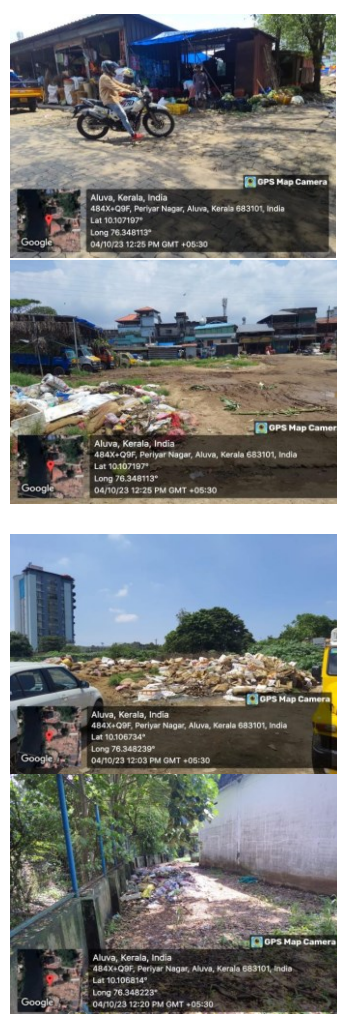 GPS Map Camera
Aluva, Kerala, India
484X+Q9F, Periyar Nagar, Aluva, Kerala 683101, India
Lat 10.107197°
Long 76.348113°
04/10/23 12:25 PM GMT +05:30
Google
GPS Map Camera
Aluva, Kerala, India
484X+Q9F, Periyar Nagar, Aluva, Kerala 683101, India
Lat 10.107197°
Long 76.348113°
04/10/23 12:25 PM GMT +05:30
Google
GPS Map Camera
Aluva, Kerala, India
484X+Q9F, Periyar Nagar, Aluva, Kerala 683101, India
Lat 10.106734°
Long 76.348239°
04/10/23 12:03 PM GMT +05:30
Google
GPS Map Camera
Aluva, Kerala, India
484X+Q9F, Periyar Nagar, Aluva, Kerala 683101, India
Lat 10.106814°
Long 76.348223°
04/10/23 12:20 PM GMT +05:30
Google